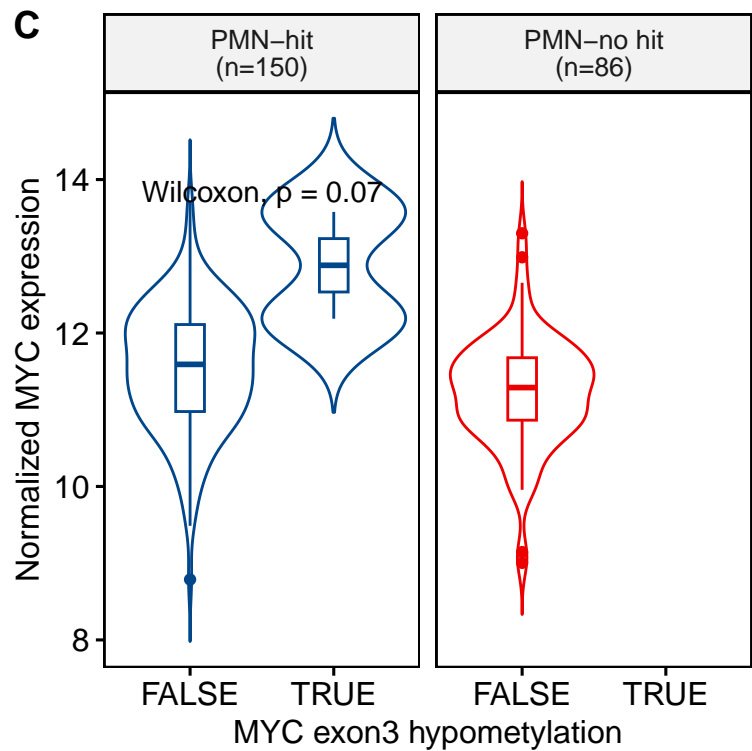 C
PMN−hit
(n=150)
PMN−no hit
(n=86)
Normalized MYC expression
14
12
10
8
Wilcoxon, p = 0.07
FALSE TRUE
FALSE TRUE
MYC exon3 hypometylation